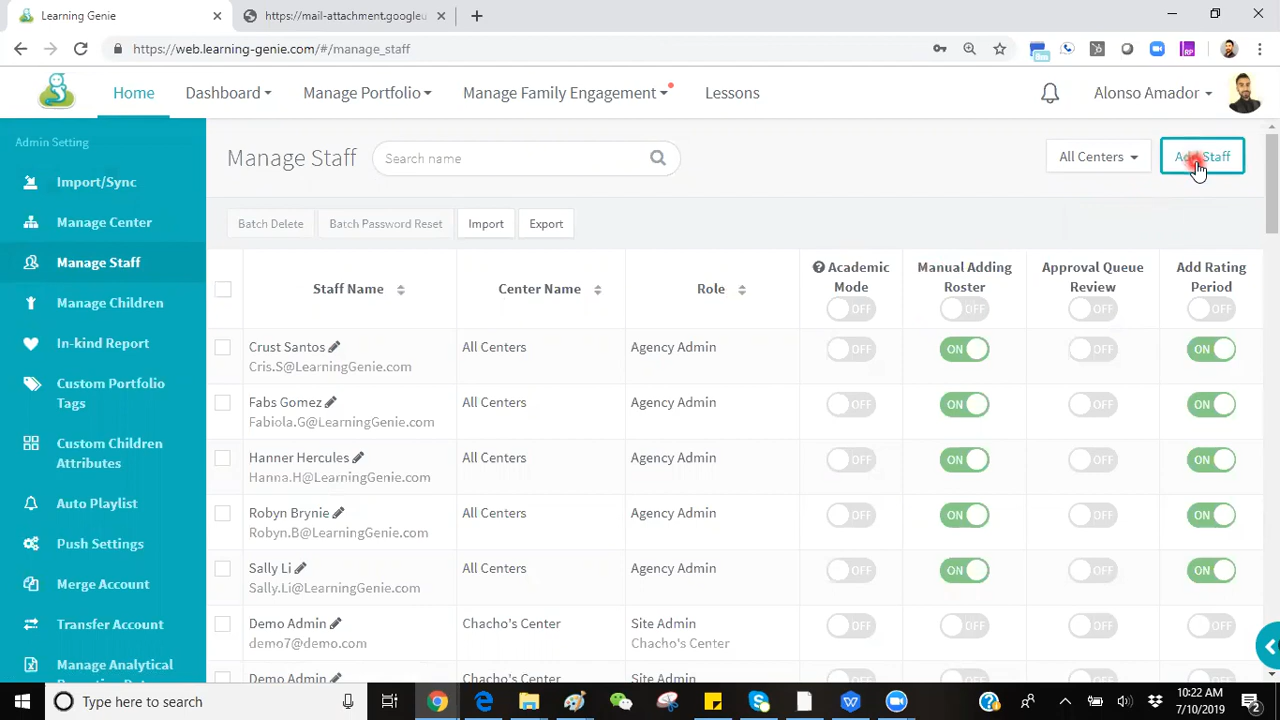 Learning Genie
https://mail-attachment.googleu
https://web.learning-genie.com/#/manage_staff
Home
Dashboard
Manage Portfolio
Manage Family Engagement
Lessons
Alonso Amador
Admin Setting
Import/Sync
Manage Center
Manage Staff
Manage Children
In-kind Report
Custom Portfolio
Tags
Custom Children
Attributes
Auto Playlist
Push Settings
Merge Account
Transfer Account
Manage Analytical
Manage Staff
Search name
All Centers
Add Staff
Batch Delete
Batch Password Reset
Import
Export
Staff Name
Center Name
Role
Academic
Mode
OFF
Manual Adding
Roster
OFF
Approval Queue
Review
OFF
Add Rating
Period
OFF
Crust Santos
Cris.S@LearningGenie.com
All Centers
Agency Admin
OFF
ON
OFF
ON
Fabs Gomez
Fabiola.G@LearningGenie.com
All Centers
Agency Admin
OFF
ON
OFF
ON
Hanner Hercules
Hanna.H@LearningGenie.com
All Centers
Agency Admin
OFF
ON
OFF
ON
Robyn Brynie
Robyn.B@LearningGenie.com
All Centers
Agency Admin
OFF
ON
OFF
ON
Sally Li
Sally.Li@LearningGenie.com
All Centers
Agency Admin
OFF
ON
OFF
ON
Demo Admin
demo7@demo.com
Chacho's Center
Site Admin
Chacho's Center
OFF
OFF
OFF
OFF
Demo Admin
Chacho's Center
Site Admin
Type here to search
10:22 AM
7/10/2019
2